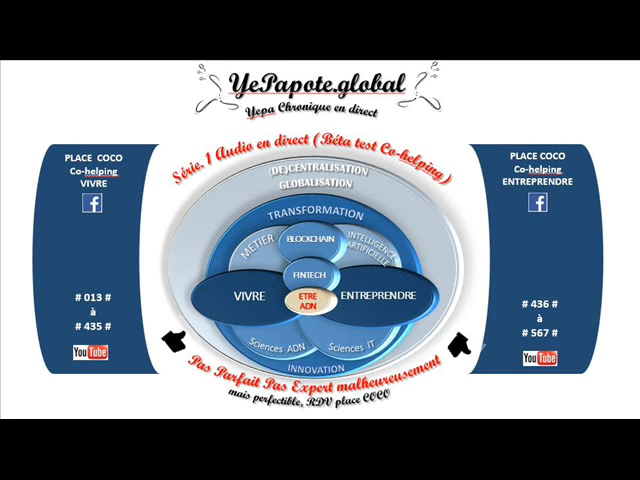 YePapote.global
Yepa Chronique en direct
Série, 1 Audio en direct (Béta test Co-helping)
PLACE COCO
Co-helping
VIVRE
# 013 #
à
# 435 #
YouTube
(DE)CENTRALISATION
GLOBALISATION
TRANSFORMATION
METIER
BLOCKCHAIN
INTELLIGENCE
ARTIFICIELLE
FINTECH
VIVRE
ETRE
ADN
ENTREPRENDRE
Sciences ADN
Sciences IT
INNOVATION
PLACE COCO
Co-helping
ENTREPRENDRE
# 436 #
à
# 567 #
YouTube
Pas Parfait Pas Expert malheureusement
mais perfectible, RDV place COCO